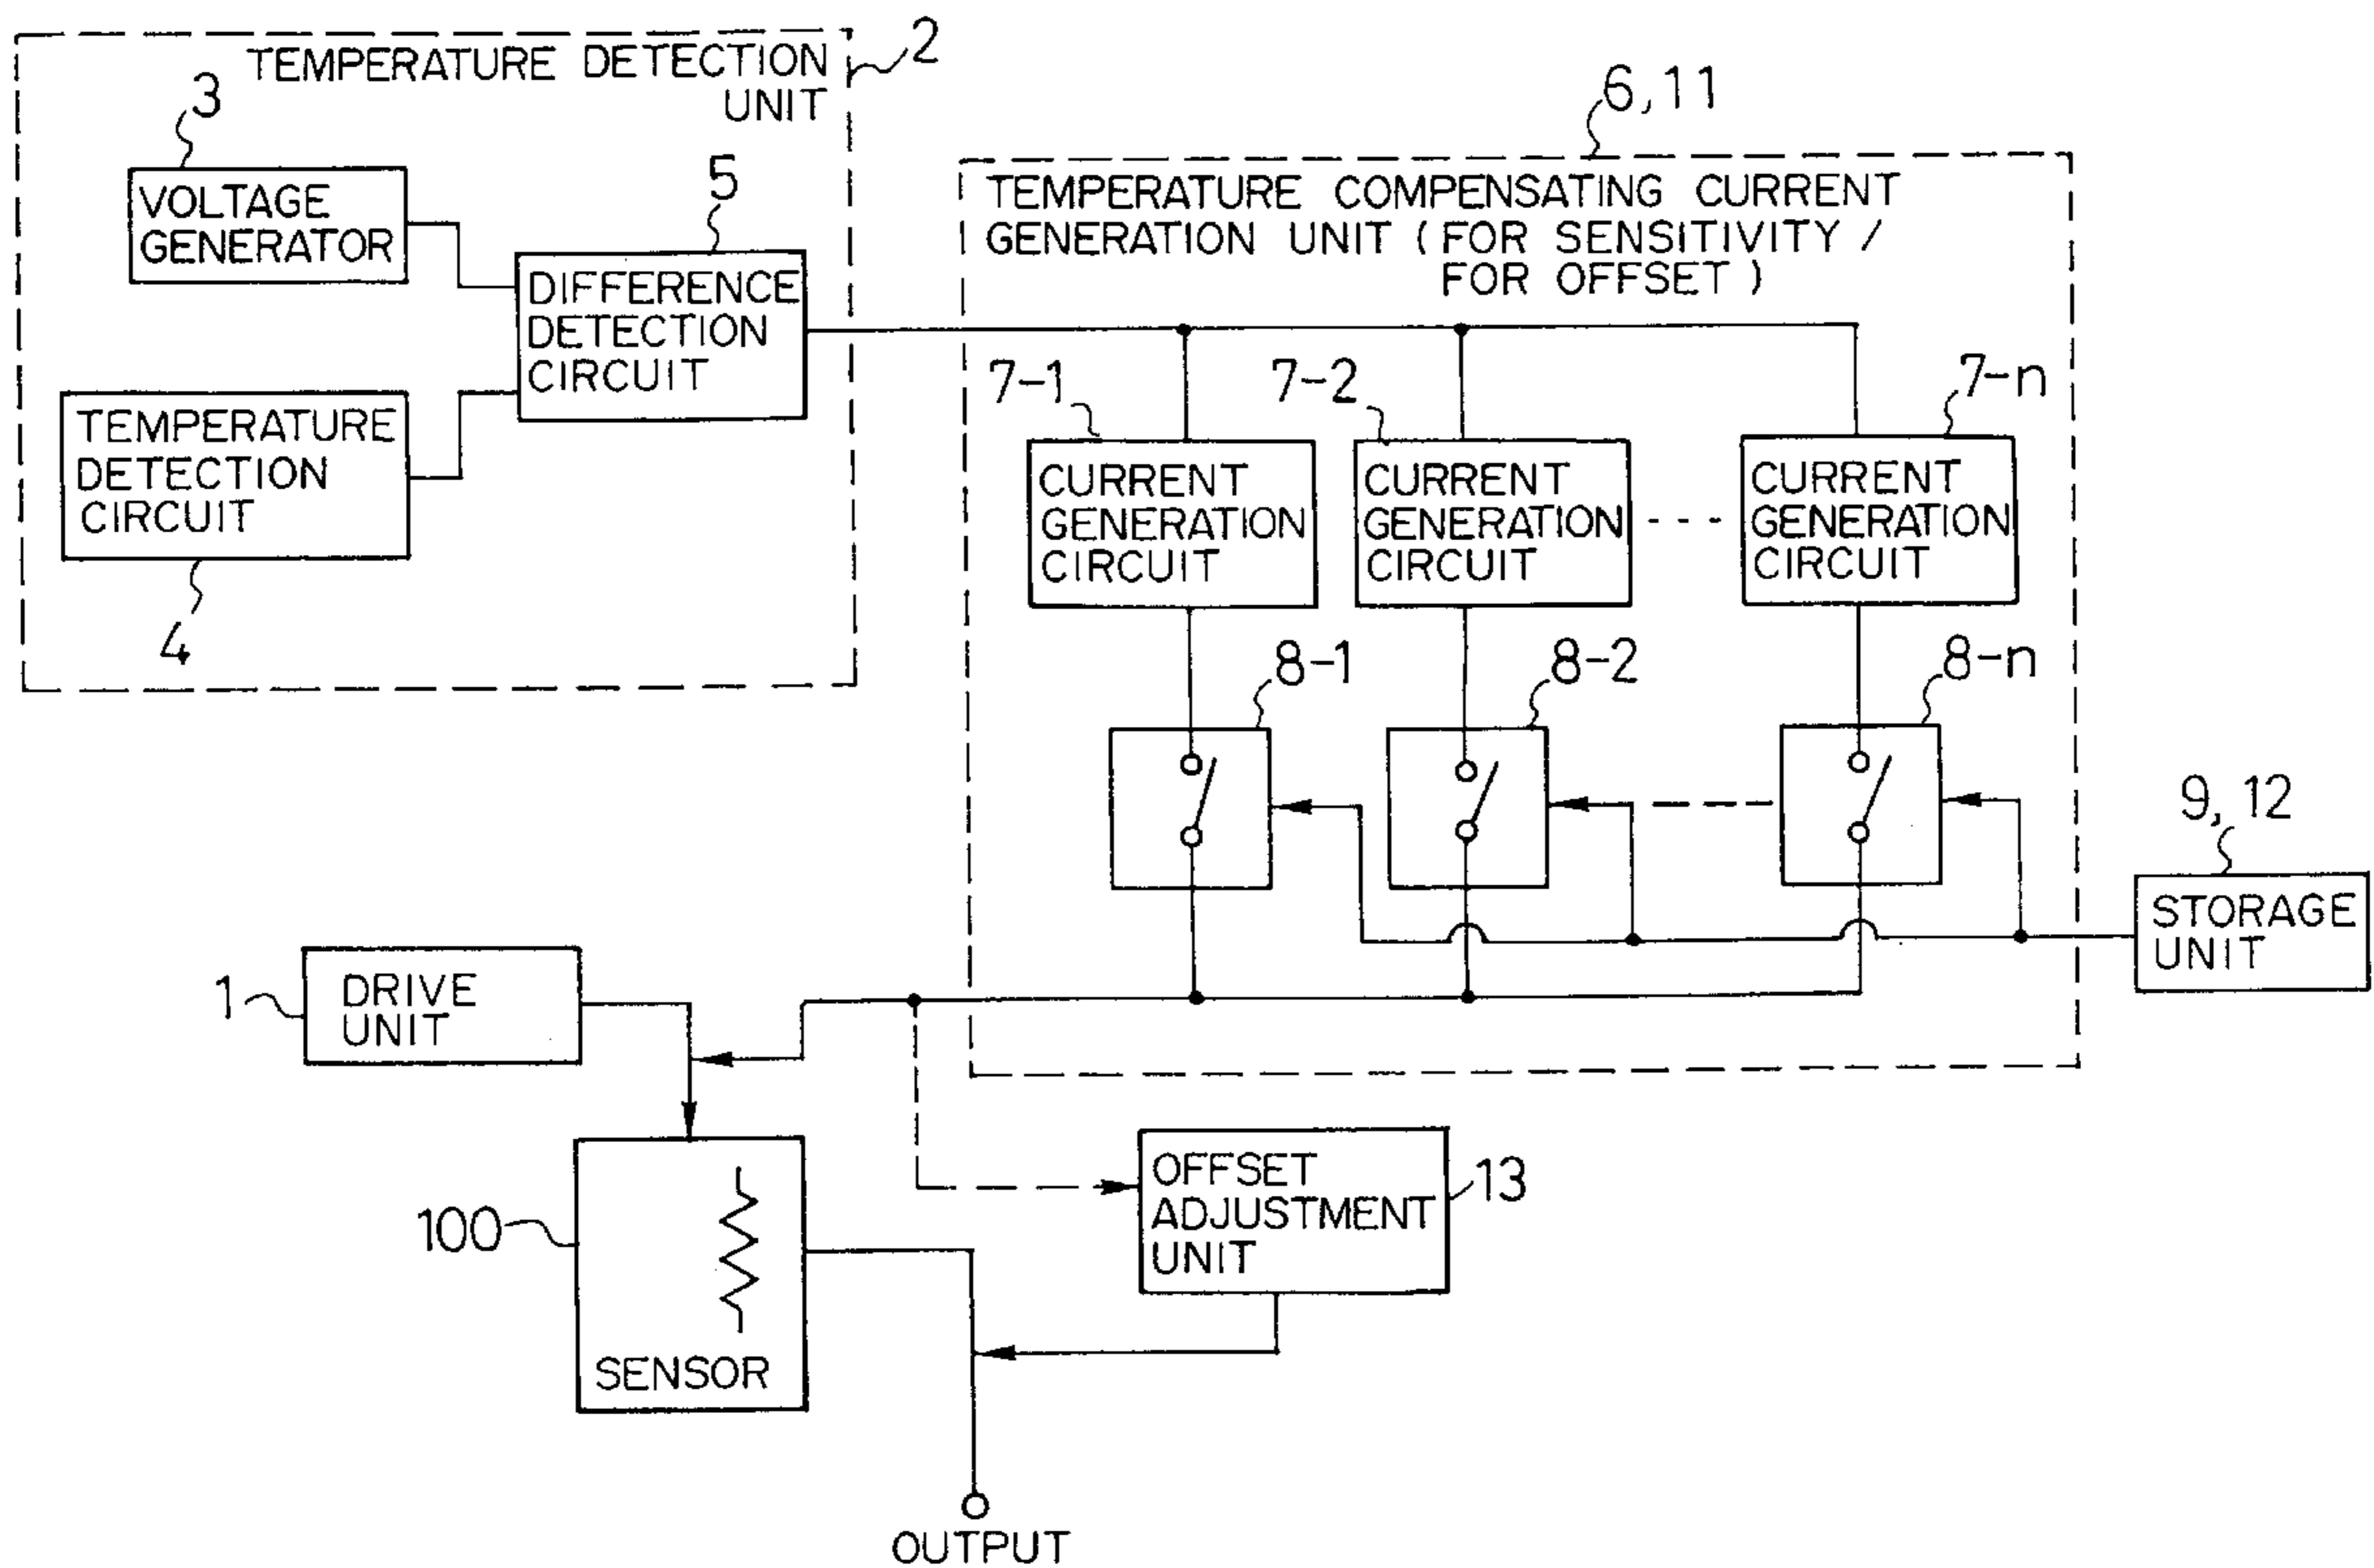 TEMPERATURE DETECTION
UNIT
2
3
VOLTAGE
GENERATOR
5
DIFFERENCE
DETECTION
CIRCUIT
TEMPERATURE
DETECTION
CIRCUIT
4
6, 11
TEMPERATURE COMPENSATING CURRENT
GENERATION UNIT (FOR SENSITIVITY /
FOR OFFSET)
7-1
CURRENT
GENERATION
CIRCUIT
7-2
CURRENT
GENERATION
CIRCUIT
7-n
CURRENT
GENERATION
CIRCUIT
8-1
8-2
8-n
9, 12
STORAGE
UNIT
1
DRIVE
UNIT
100
SENSOR
OFFSET
ADJUSTMENT
UNIT
13
OUTPUT